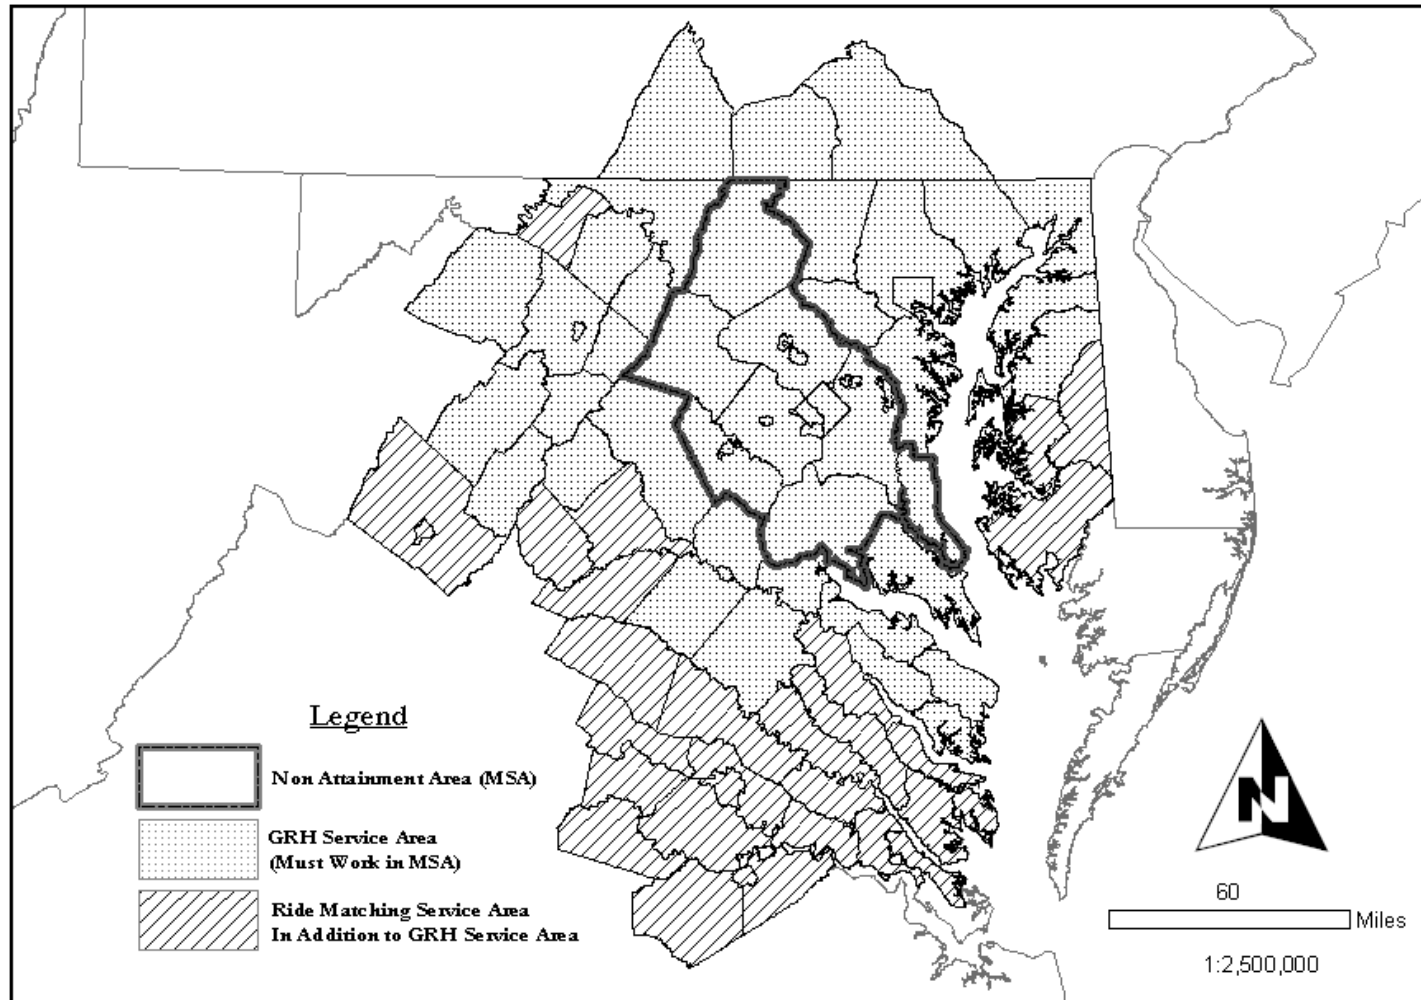 Legend
Non Attainment Area (MSA)
GRH Service Area
(Must Work in MSA)
Ride Matching Service Area
In Addition to GRH Service Area
N
60
Miles
1:2,500,000